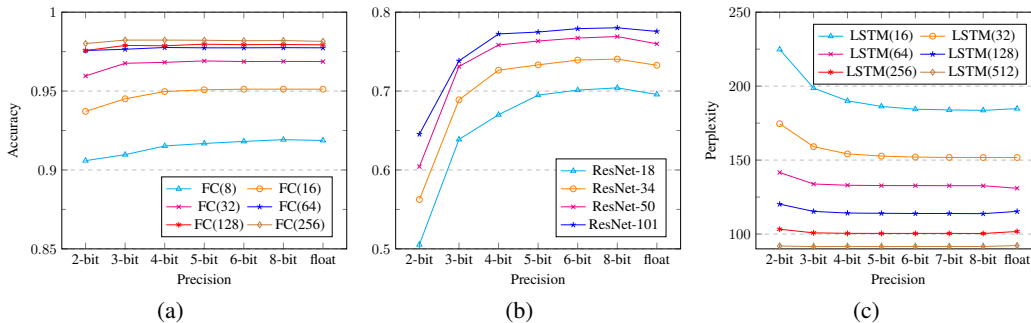 1
0.95
0.9
0.85
Accuracy
2-bit 3-bit 4-bit 5-bit 6-bit 8-bit float
Precision
FC(8) FC(16)
FC(32) FC(64)
FC(128) FC(256)
(a)
0.8
0.7
0.6
0.5
2-bit 3-bit 4-bit 5-bit 6-bit 8-bit float
Precision
ResNet-18
ResNet-34
ResNet-50
ResNet-101
(b)
250
200
150
100
Perplexity
2-bit 3-bit 4-bit 5-bit 6-bit 7-bit 8-bit float
Precision
LSTM(16) LSTM(32)
LSTM(64) LSTM(128)
LSTM(256) LSTM(512)
(c)